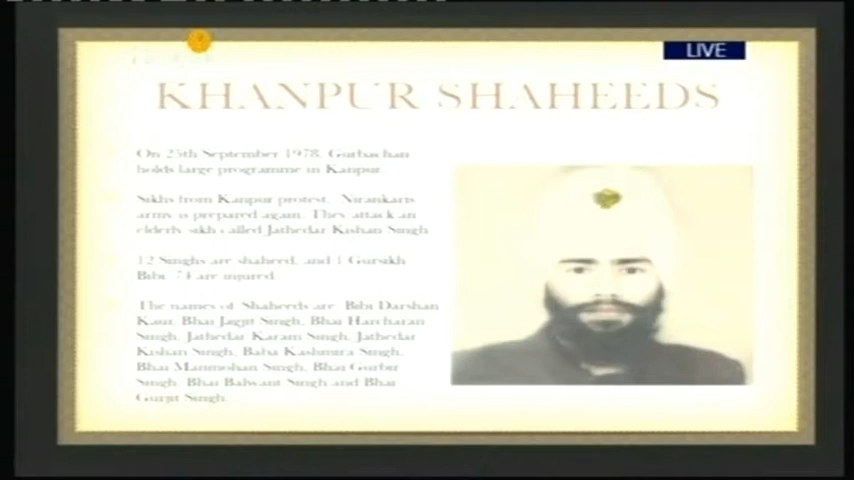 LIVE
KHANPUR SHAHEEDS
On 25th September 1978, Gurbachan
holds large programme in Kanpur.
Sikhs from Kanpur protest. Nirankaris
arms is prepared again. They attack an
elderly sikh called Jathedar Kishan Singh
12 Singhs are shaheed, and 1 Gursikh
Bibi. 74 are injured
The names of Shaheeds are: Bibi Darshan
Kaur, Bhai Jagjit Singh, Bhai Harcharan
Singh, Jathedar Karam Singh, Jathedar
Kishan Singh, Baba Kashmira Singh,
Bhai Manmohan Singh, Bhai Gurbir
Singh, Bhai Balwant Singh and Bhai
Gurjit Singh.